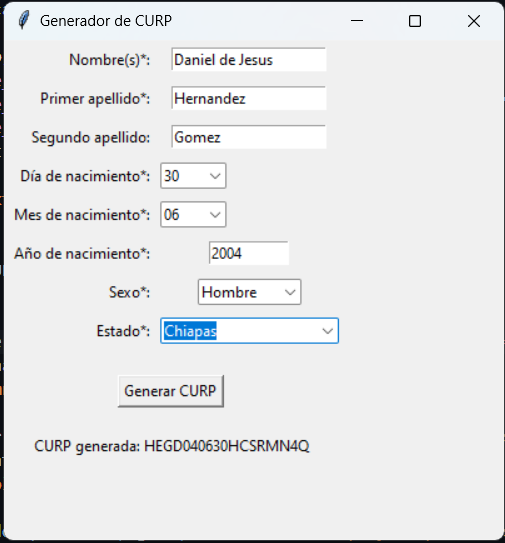 Generador de CURP
Nombre(s)*: Daniel de Jesus
Primer apellido*: Hernandez
Segundo apellido: Gomez
Día de nacimiento*: 30
Mes de nacimiento*: 06
Año de nacimiento*: 2004
Sexo*: Hombre
Estado*: Chiapas
Generar CURP
CURP generada: HEGD040630HCSRMN4Q